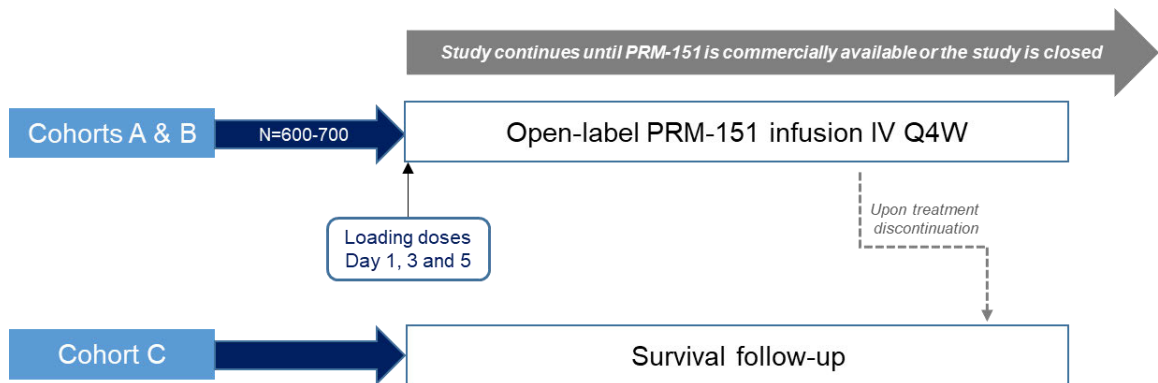 Study continues until PRM-151 is commercially available or the study is closed
Cohorts A & B
N=600-700
Open-label PRM-151 infusion IV Q4W
Loading doses
Day 1, 3 and 5
Upon treatment
discontinuation
Cohort C
Survival follow-up